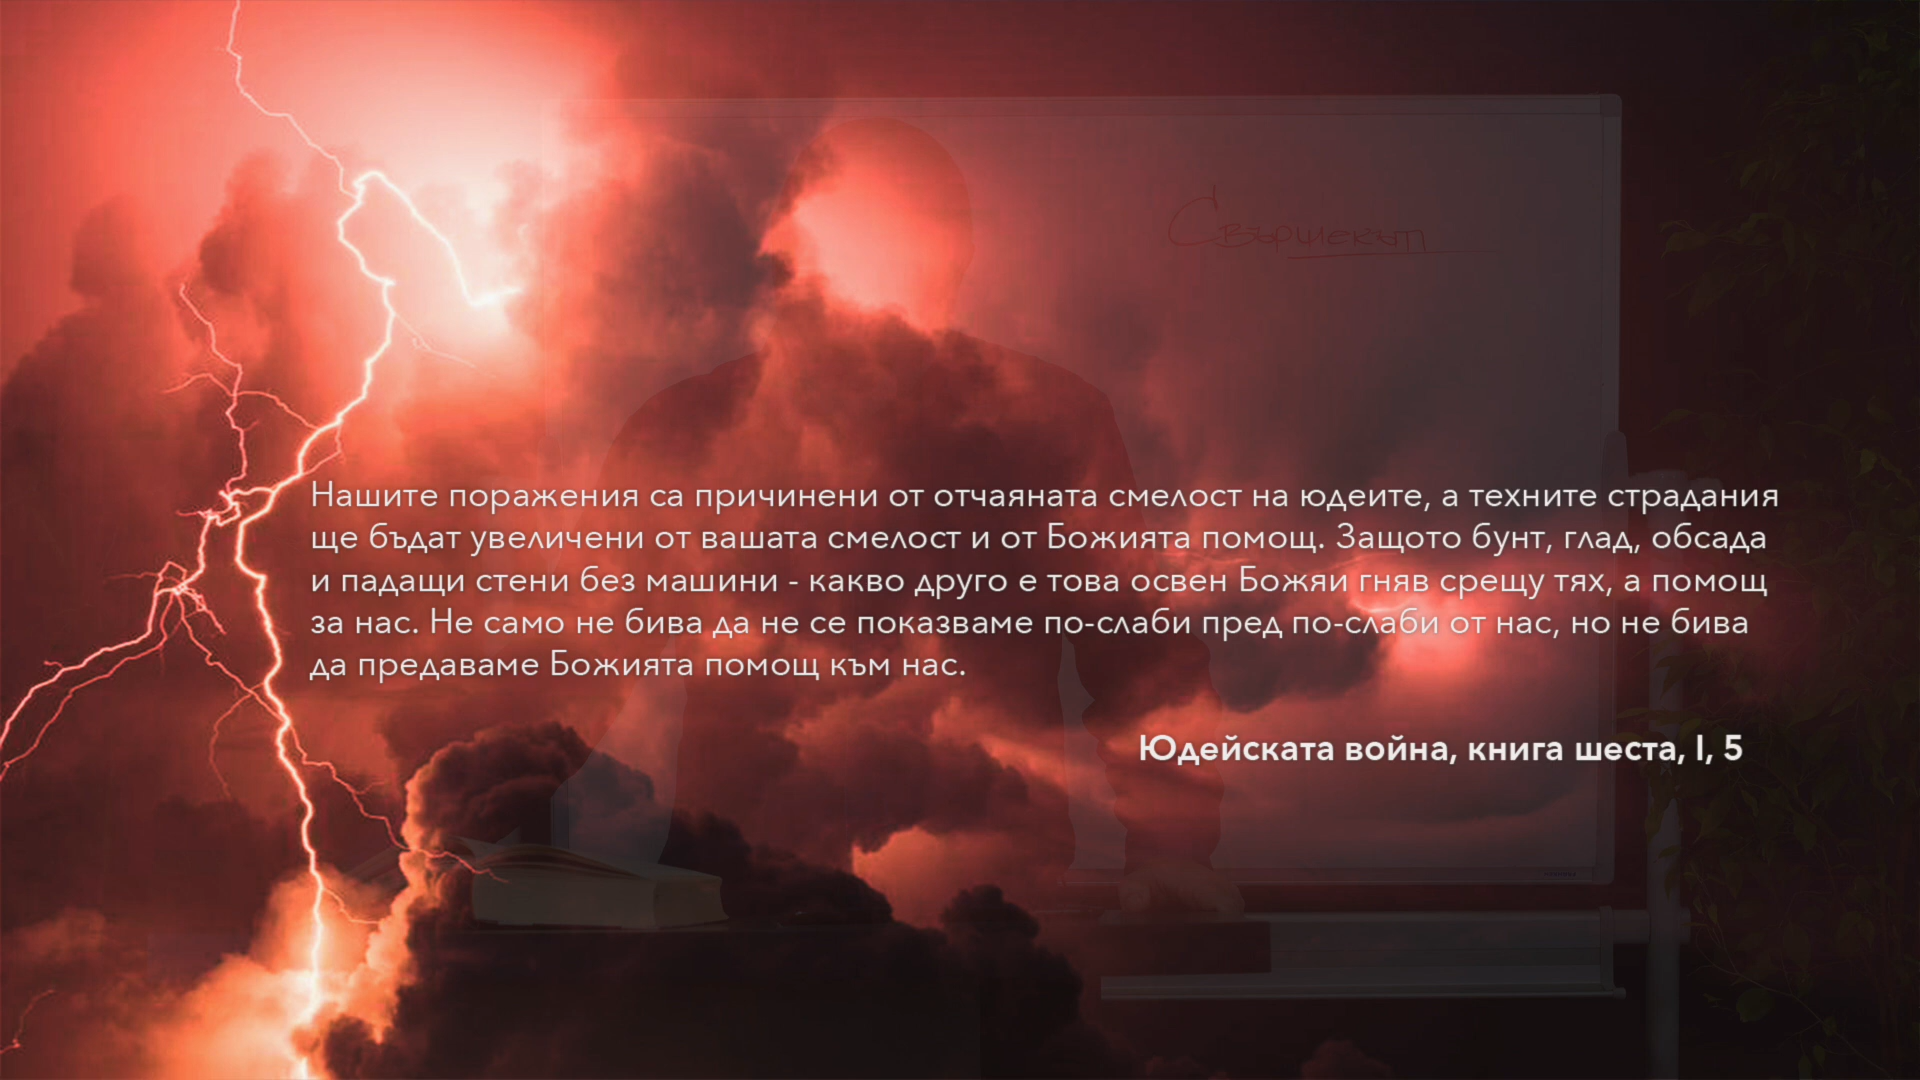 Свършекът
Нашите поражения са причинени от отчаяната смелост на юдеите, а техните страдания
ще бъдат увеличени от вашата смелост и от Божията помощ. Защото бунт, глад, обсада
и падащи стени без машини - какво друго е това освен Божяи гняв срещу тях, а помощ
за нас. Не само не бива да не се показваме по-слаби пред по-слаби от нас, но не бива
да предаваме Божията помощ към нас.
Юдейската война, книга шеста, I, 5